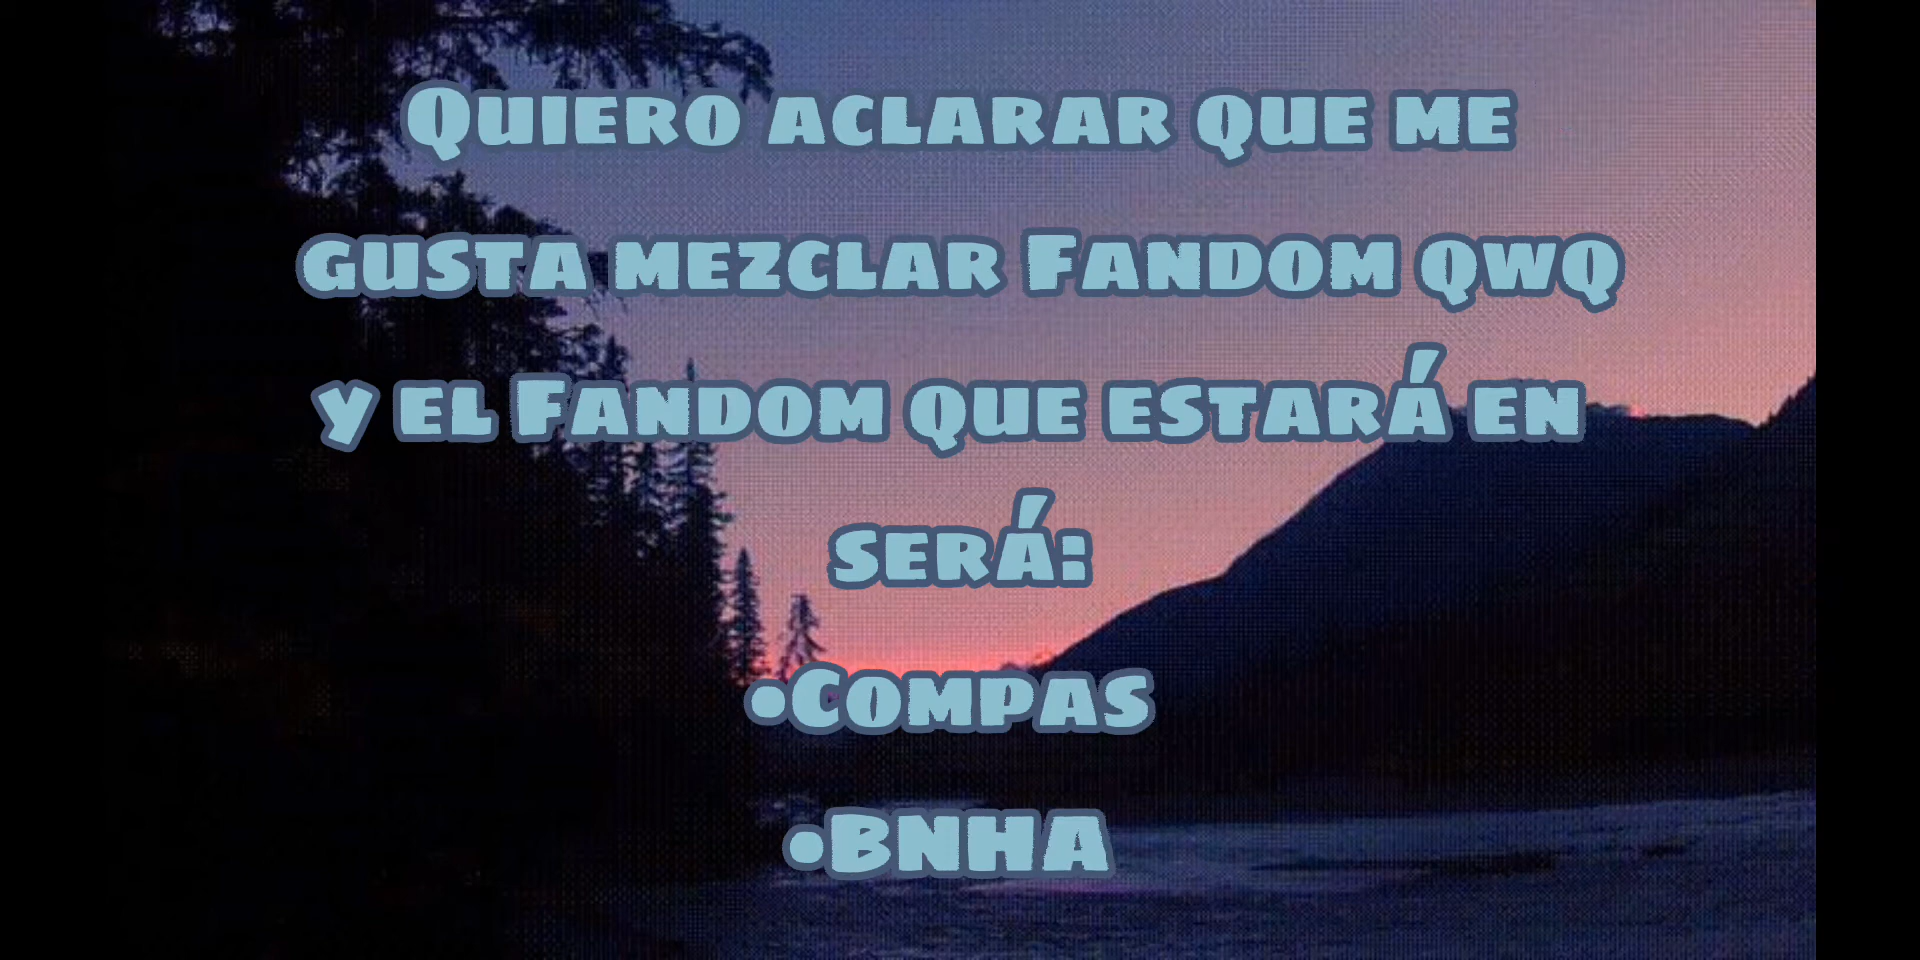 Quiero aclarar que me
gusta mezclar Fandom qwq
y el Fandom que estará en
será:
•Compas
•BNHA